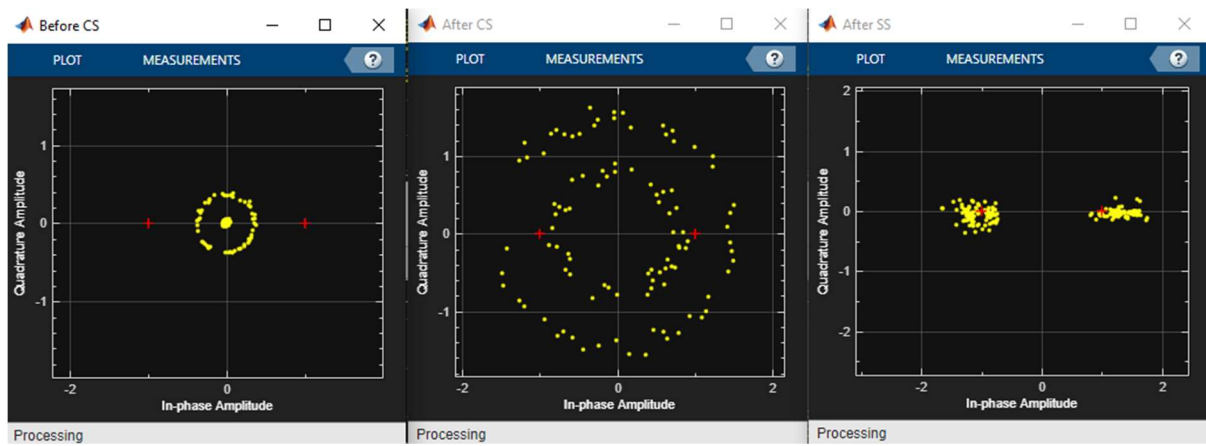 Before CS
PLOT
MEASUREMENTS
?
1
0
-1
-2
0
Quadrature Amplitude
In-phase Amplitude
Processing
After CS
PLOT
MEASUREMENTS
?
1
0
-1
-2
0
2
Quadrature Amplitude
In-phase Amplitude
Processing
After SS
PLOT
MEASUREMENTS
?
2
1
0
-1
-2
-2
0
2
Quadrature Amplitude
In-phase Amplitude
Processing